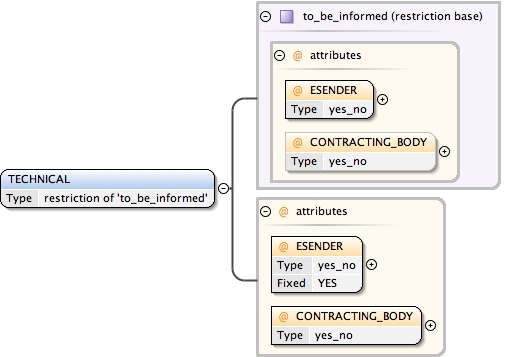 to_be_informed (restriction base)
@ attributes
@ ESENDER
Type yes_no
@ CONTRACTING_BODY
Type yes_no
TECHNICAL
Type restriction of 'to_be_informed'
@ attributes
@ ESENDER
Type yes_no
Fixed YES
@ CONTRACTING_BODY
Type yes_no